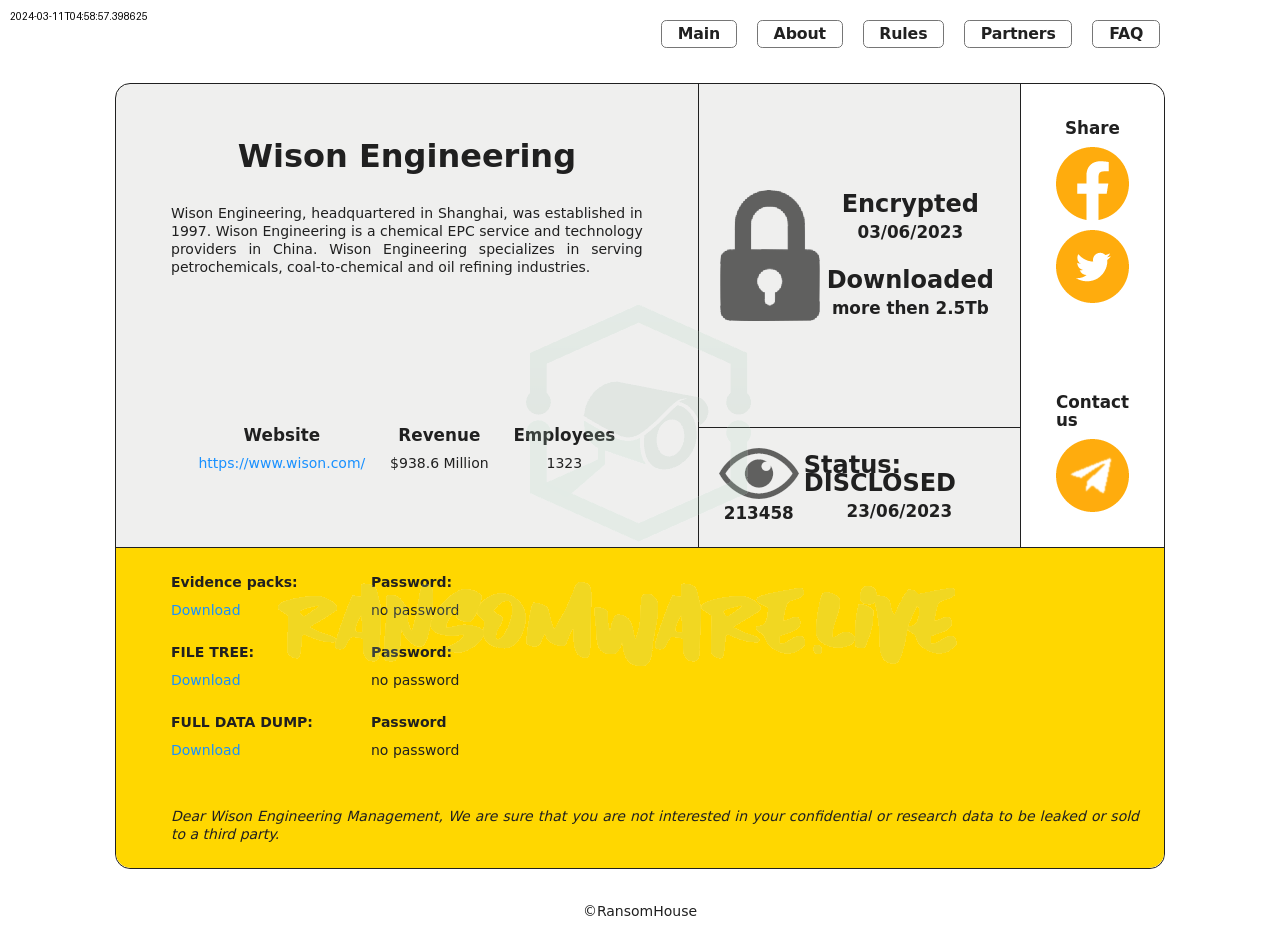 2024-03-11T04:58:57.398625
Main About Rules Partners FAQ
Wison Engineering
Wison Engineering, headquartered in Shanghai, was established in
1997. Wison Engineering is a chemical EPC service and technology
providers in China. Wison Engineering specializes in serving
petrochemicals, coal-to-chemical and oil refining industries.
Website Revenue Employees
https://www.wison.com/ $938.6 Million 1323
Encrypted
03/06/2023
Downloaded
more then 2.5Tb
Status:
DISCLOSED
213458 23/06/2023
Share
Contact
us
Evidence packs: Password:
Download no password
RANSOMWARE.LIVE
FILE TREE: Password:
Download no password
FULL DATA DUMP: Password
Download no password
Dear Wison Engineering Management, We are sure that you are not interested in your confidential or research data to be leaked or sold
to a third party.
©RansomHouse